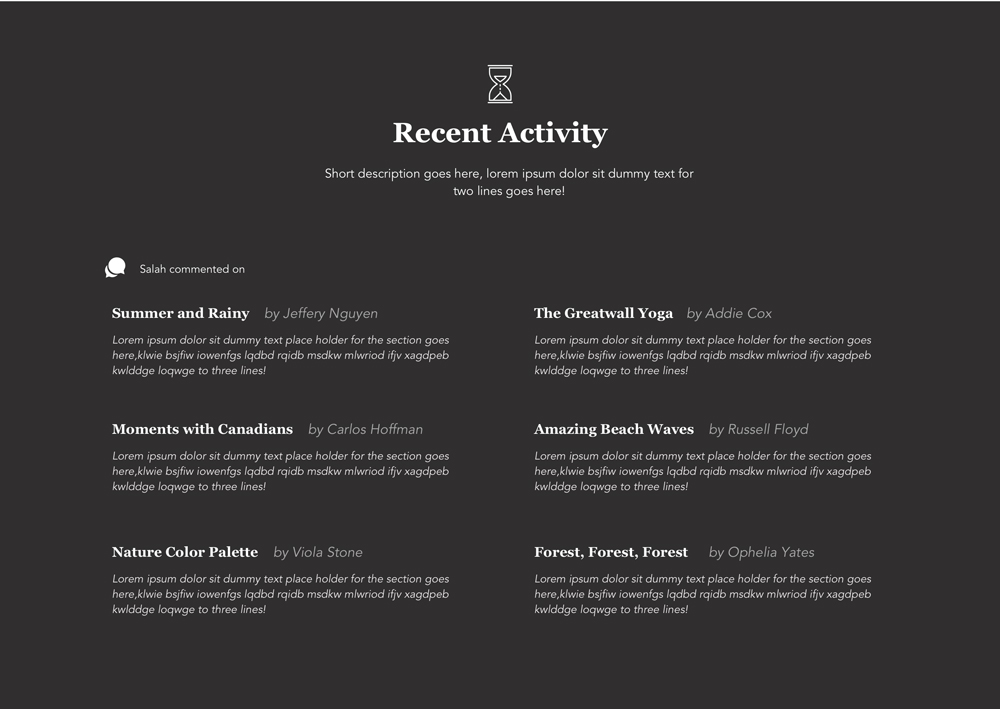 Recent Activity
Short description goes here, lorem ipsum dolor sit dummy text for
two lines goes here!
Salah commented on
Summer and Rainy by Jeffery Nguyen
Lorem ipsum dolor sit dummy text place holder for the section goes
here,klwie bsjfiw iowenfgs lqdbd rqidb msdkw mlwriod ifjv xagdpeb
kwlddge loqwge to three lines!
The Greatwall Yoga by Addie Cox
Lorem ipsum dolor sit dummy text place holder for the section goes
here,klwie bsjfiw iowenfgs lqdbd rqidb msdkw mlwriod ifjv xagdpeb
kwlddge loqwge to three lines!
Moments with Canadians by Carlos Hoffman
Lorem ipsum dolor sit dummy text place holder for the section goes
here,klwie bsjfiw iowenfgs lqdbd rqidb msdkw mlwriod ifjv xagdpeb
kwlddge loqwge to three lines!
Amazing Beach Waves by Russell Floyd
Lorem ipsum dolor sit dummy text place holder for the section goes
here,klwie bsjfiw iowenfgs lqdbd rqidb msdkw mlwriod ifjv xagdpeb
kwlddge loqwge to three lines!
Nature Color Palette by Viola Stone
Lorem ipsum dolor sit dummy text place holder for the section goes
here,klwie bsjfiw iowenfgs lqdbd rqidb msdkw mlwriod ifjv xagdpeb
kwlddge loqwge to three lines!
Forest, Forest, Forest by Ophelia Yates
Lorem ipsum dolor sit dummy text place holder for the section goes
here,klwie bsjfiw iowenfgs lqdbd rqidb msdkw mlwriod ifjv xagdpeb
kwlddge loqwge to three lines!